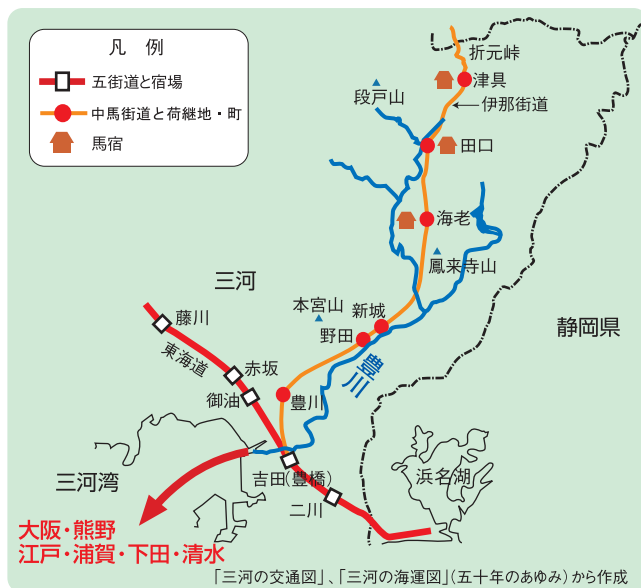 凡 例
五街道と宿場
中馬街道と荷継地・町
馬宿
折元峠
津具
段戸山
伊那街道
田口
海老
鳳来寺山
三河
本宮山
新城
静岡県
藤川
野田
東海道
赤坂
豊川
御油
豊川
三河湾
吉田(豊橋)
浜名湖
二川
大阪・熊野
江戸・浦賀・下田・清水
「三河の交通図」、「三河の海運図」(五十年のあゆみ)から作成